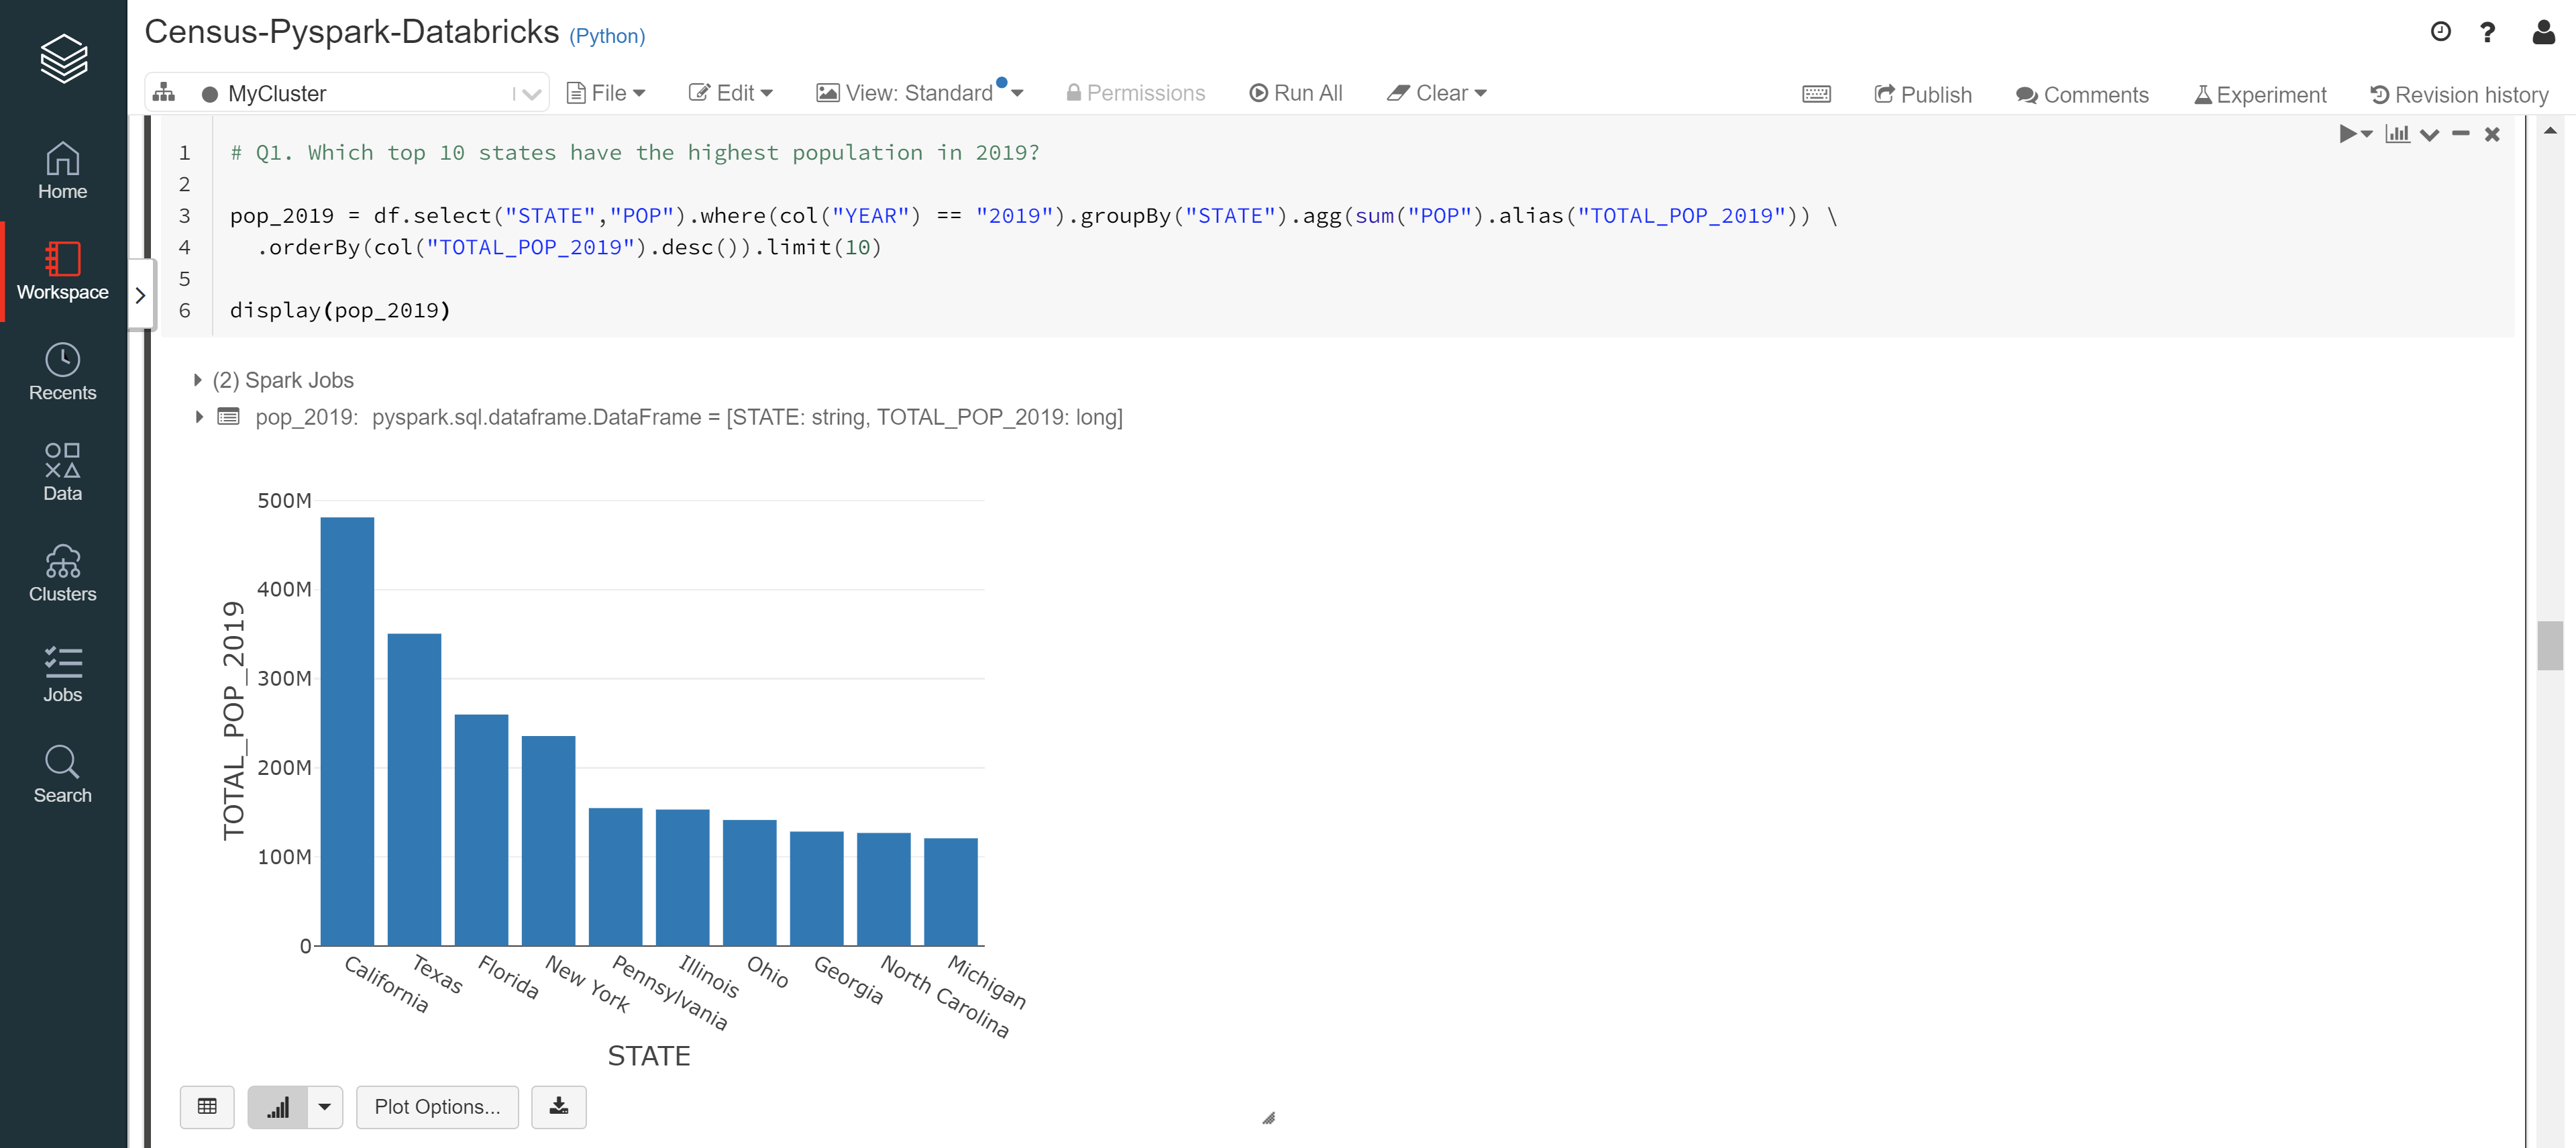 Census-Pyspark-Databricks (Python)
MyCluster File Edit View: Standard Permissions Run All Clear Publish Comments Experiment Revision history
Home
Workspace
Recents
Data
Clusters
Jobs
Search
1 # Q1. Which top 10 states have the highest population in 2019?
2
3 pop_2019 = df.select("STATE","POP").where(col("YEAR") == "2019").groupBy("STATE").agg(sum("POP").alias("TOTAL_POP_2019")) \
4 .orderBy(col("TOTAL_POP_2019").desc()).limit(10)
5
6 display(pop_2019)
(2) Spark Jobs
pop_2019: pyspark.sql.dataframe.DataFrame = [STATE: string, TOTAL_POP_2019: long]
TOTAL_POP_2019
500M
400M
300M
200M
100M
0
California
Texas
Florida
New York
Pennsylvania
Illinois
Ohio
Georgia
North Carolina
Michigan
STATE
Plot Options...